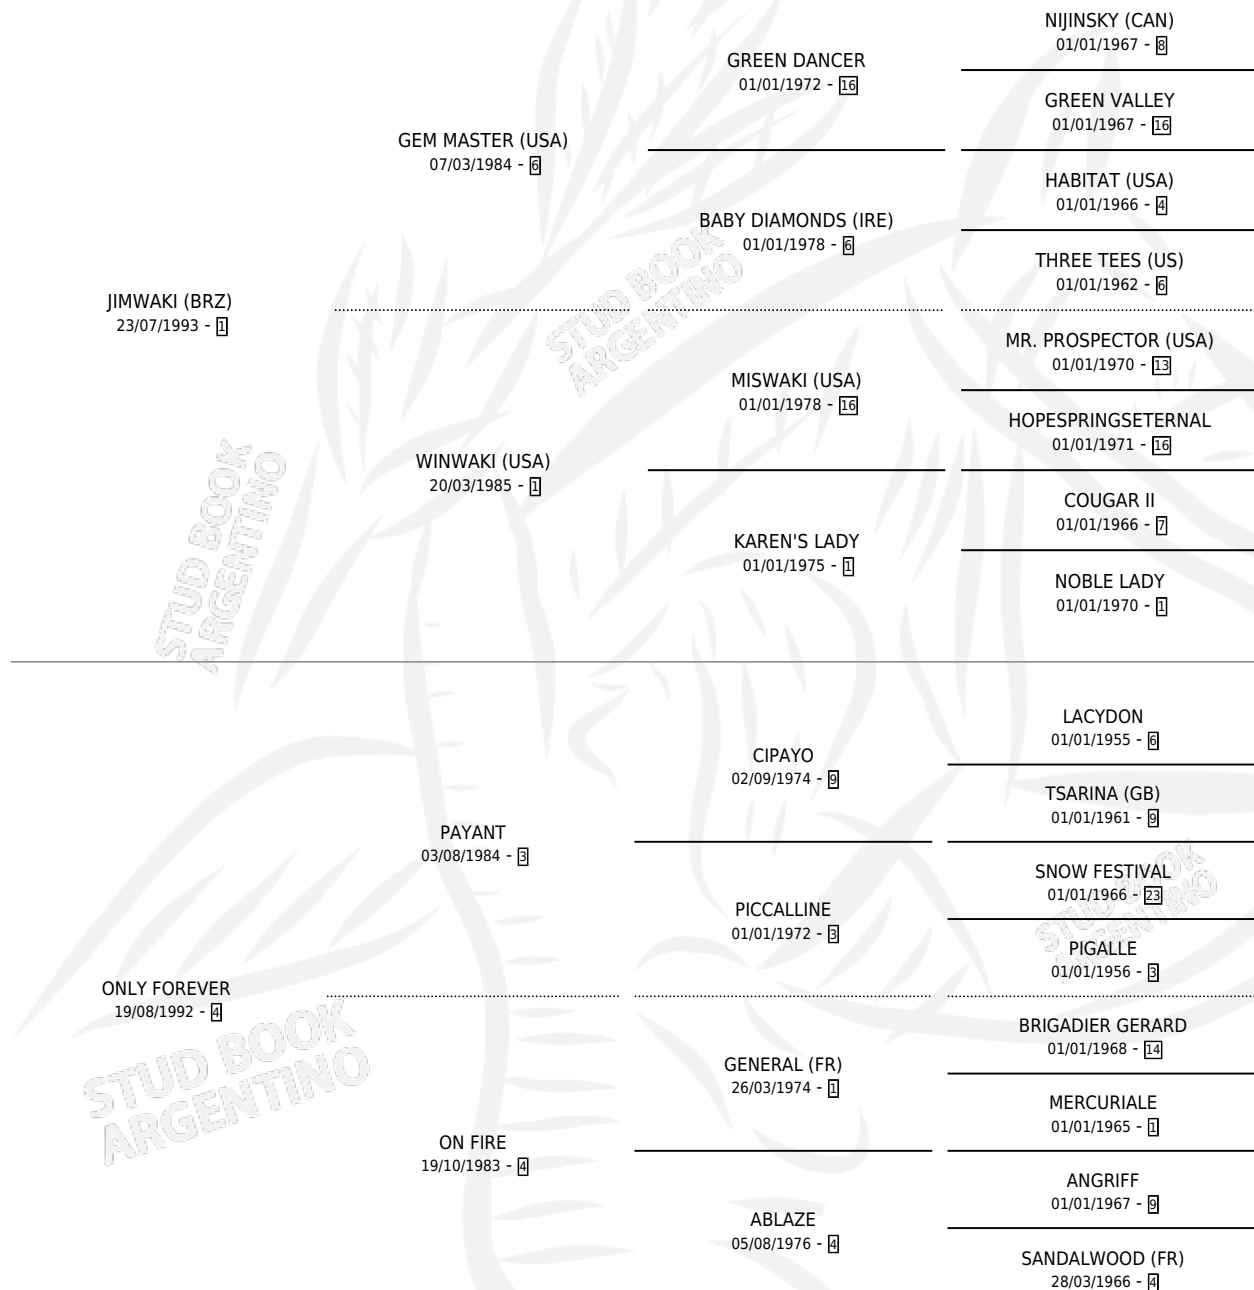 NIJINSKY (CAN)
01/01/1967 - 8
GREEN DANCER
01/01/1972 - 16
GREEN VALLEY
01/01/1967 - 16
GEM MASTER (USA)
07/03/1984 - 6
HABITAT (USA)
01/01/1966 - 4
BABY DIAMONDS (IRE)
01/01/1978 - 6
THREE TEES (US)
01/01/1962 - 6
JIMWAKI (BRZ)
23/07/1993 - 1
MR. PROSPECTOR (USA)
01/01/1970 - 13
MISWAKI (USA)
01/01/1978 - 16
HOPESPRINGSETERNAL
01/01/1971 - 16
WINWAKI (USA)
20/03/1985 - 1
COUGAR II
01/01/1966 - 7
KAREN'S LADY
01/01/1975 - 1
NOBLE LADY
01/01/1970 - 1
LACYDON
01/01/1955 - 6
CIPAYO
02/09/1974 - 9
TSARINA (GB)
01/01/1961 - 9
PAYANT
03/08/1984 - 3
SNOW FESTIVAL
01/01/1966 - 23
PICCALLINE
01/01/1972 - 3
PIGALLE
01/01/1956 - 3
ONLY FOREVER
19/08/1992 - 4
BRIGADIER GERARD
01/01/1968 - 14
GENERAL (FR)
26/03/1974 - 1
MERCURIALE
01/01/1965 - 1
ON FIRE
19/10/1983 - 4
ANGRIFF
01/01/1967 - 9
ABLAZE
05/08/1976 - 4
SANDALWOOD (FR)
28/03/1966 - 4
STUD BOOK
ARGENTINO
STUD BOOK
ARGENTINO
STUD BOOK
ARGENTINO
STUD BOOK
ARGENTINO